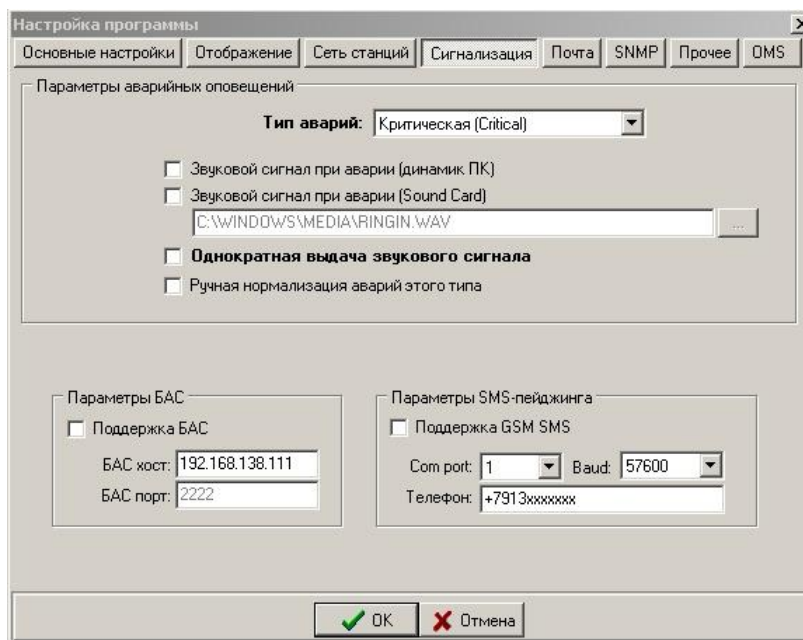 Настройка программы
Основные настройки Отображение Сеть станций Сигнализация Почта SNMP Прочее OMS
Параметры аварийных оповещений
Тип аварий: Критическая (Critical)
Звуковой сигнал при аварии (динамик ПК)
Звуковой сигнал при аварии (Sound Card)
C:\WINDOWS\MEDIA\RINGIN.WAV ...
Однократная выдача звукового сигнала
Ручная нормализация аварий этого типа
Параметры БАС
Поддержка БАС
БАС хост: 192.168.138.111
БАС порт: 2222
Параметры SMS-пейджинга
Поддержка GSM SMS
Com port: 1 Baud: 57600
Телефон: +7913xxxxxxx
OK Отмена